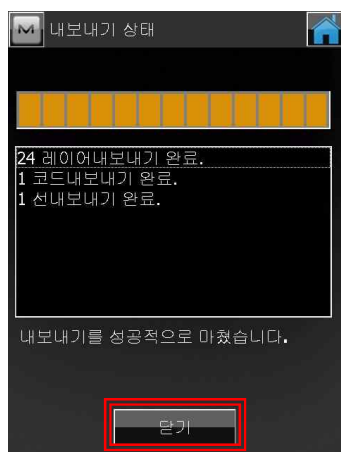 내보내기 상태
24 레이어내보내기 완료.
1 코드내보내기 완료.
1 선내보내기 완료.
내보내기를 성공적으로 마쳤습니다.
닫기